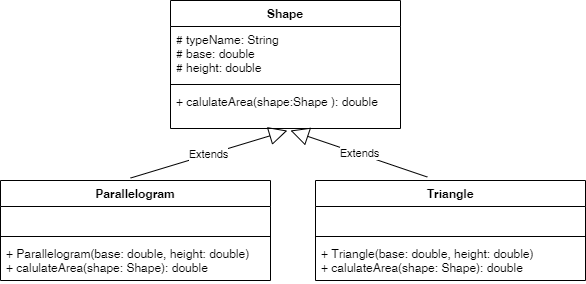 Shape
# typeName: String
# base: double
# height: double
+ calulateArea(shape:Shape ): double
Extends
Extends
Parallelogram
+ Parallelogram(base: double, height: double)
+ calulateArea(shape: Shape): double
Triangle
+ Triangle(base: double, height: double)
+ calulateArea(shape: Shape): double